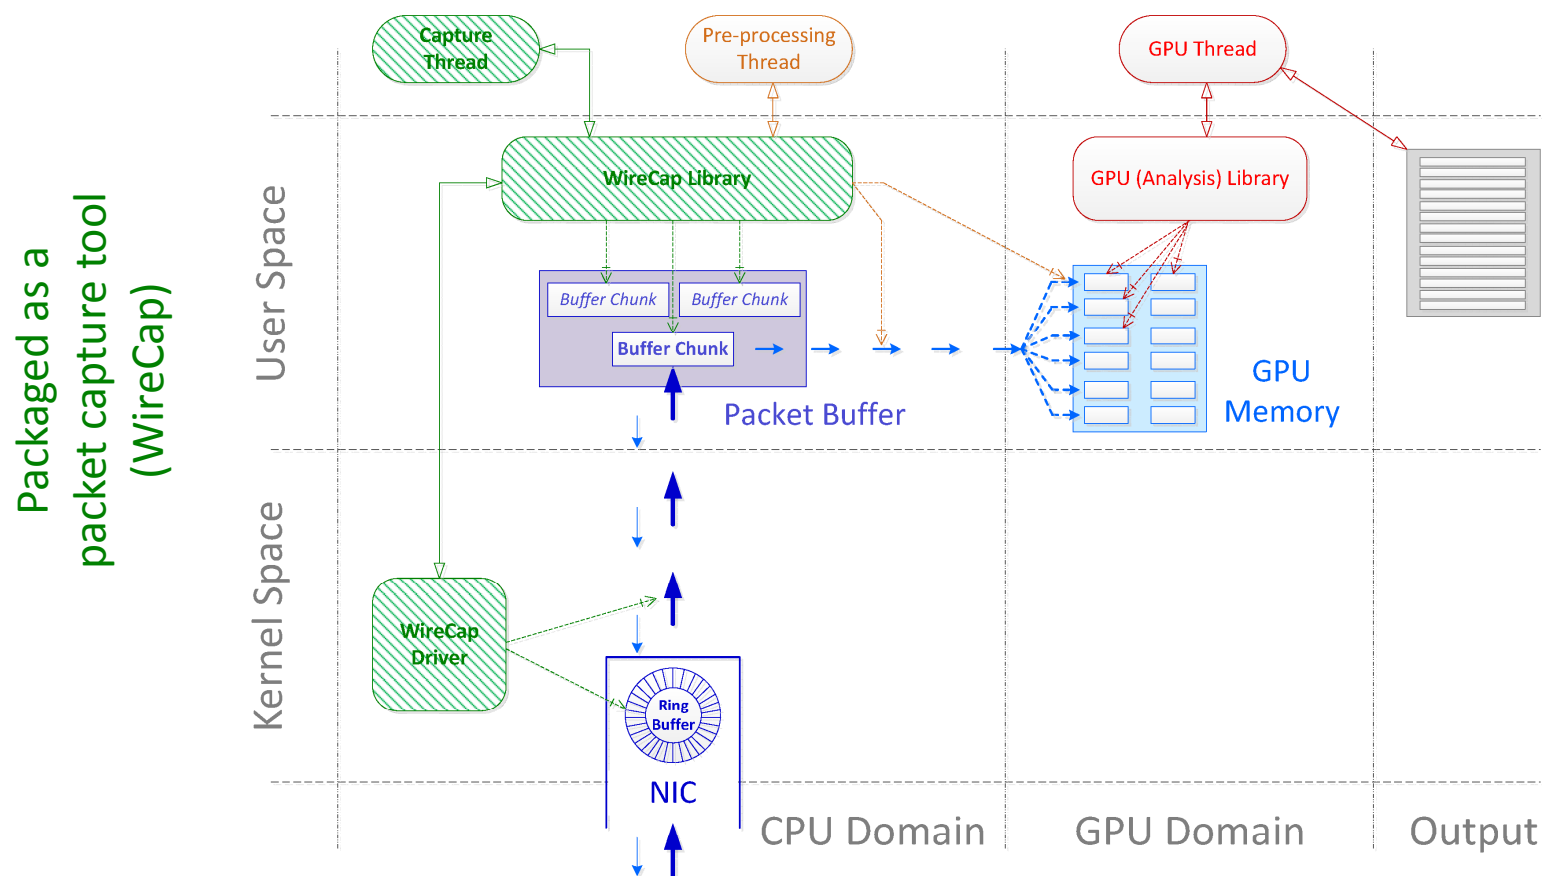 Capture
Thread
Pre-processing
Thread
GPU Thread
WireCap Library
GPU (Analysis) Library
Packaged as a
packet capture tool
(WireCap)
User Space
Buffer Chunk
Buffer Chunk
Buffer Chunk
Packet Buffer
GPU
Memory
Kernel Space
WireCap
Driver
Ring
Buffer
NIC
CPU Domain
GPU Domain
Output